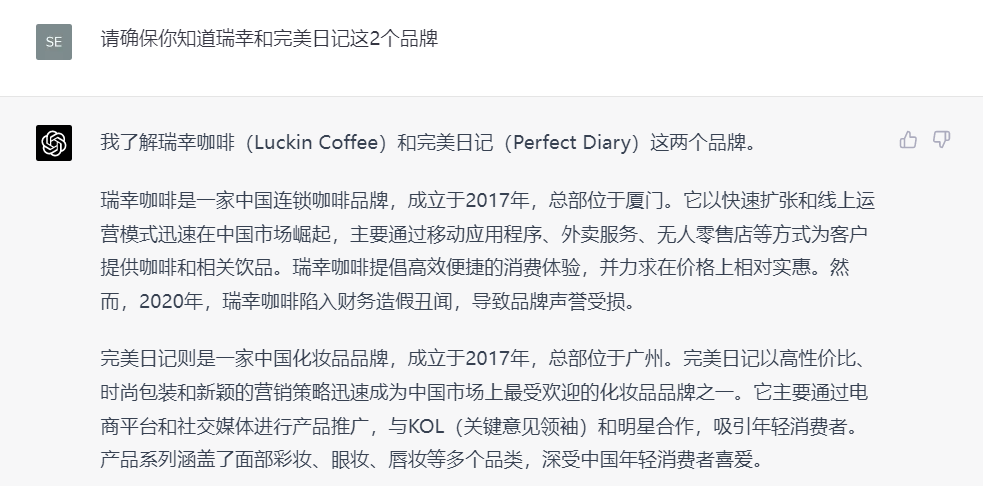 SE
请确保你知道瑞幸和完美日记这2个品牌
我了解瑞幸咖啡（Luckin Coffee）和完美日记（Perfect Diary）这两个品牌。
瑞幸咖啡是一家中国连锁咖啡品牌，成立于2017年，总部位于厦门。它以快速扩张和线上运
营模式迅速在中国市场崛起，主要通过移动应用程序、外卖服务、无人零售店等方式为客户
提供咖啡和相关饮品。瑞幸咖啡提倡高效便捷的消费体验，并力求在价格上相对实惠。然
而，2020年，瑞幸咖啡陷入财务造假丑闻，导致品牌声誉受损。
完美日记则是一家中国化妆品品牌，成立于2017年，总部位于广州。完美日记以高性价比、
时尚包装和新颖的营销策略迅速成为中国市场上最受欢迎的化妆品品牌之一。它主要通过电
商平台和社交媒体进行产品推广，与KOL（关键意见领袖）和明星合作，吸引年轻消费者。
产品系列涵盖了面部彩妆、眼妆、唇妆等多个品类，深受中国年轻消费者喜爱。